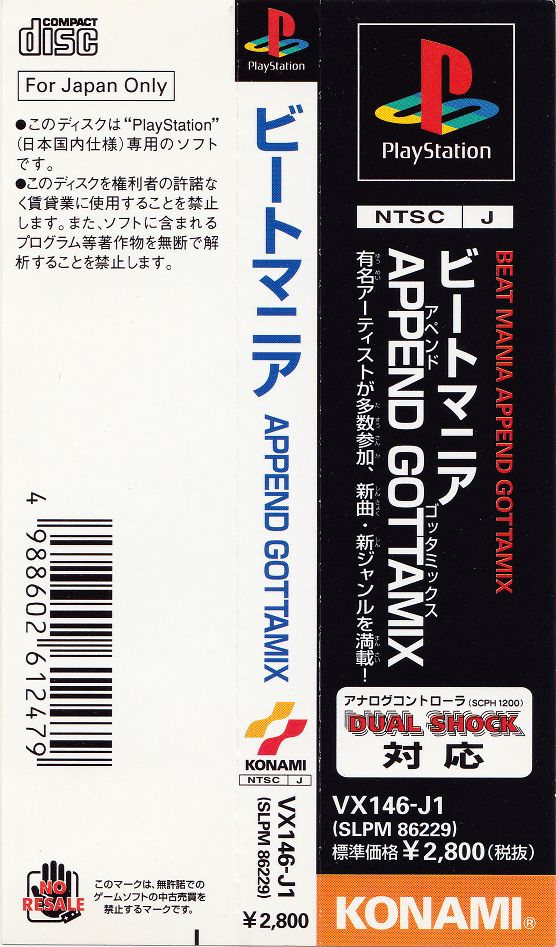 COMPACT
disc
For Japan Only
●このディスクは“PlayStation”
(日本国内仕様)専用のソフト
です。
●このディスクを権利者の許諾な
く賃貸業に使用することを禁止
します。また、ソフトに含まれる
プログラム等著作物を無断で解
析することを禁止します。
4 988602 612479
NO
RESALE
このマークは、無許諾での
ゲームソフトの中古売買を
禁止するマークです。
PlayStation
ビートマニア APPEND GOTTAMIX
KONAMI
NTSC J
VX146-J1
(SLPM 86229)
¥2,800
PlayStation
NTSC J
BEAT MANIA APPEND GOTTAMIX
ビートマニア
APPEND GOTTAMIX
アペンド ゴッタミックス
有名アーティストが多数参加、新曲・新ジャンルを満載!
アナログコントローラ(SCPH 1200)
DUAL SHOCK
対応
VX146-J1
(SLPM 86229)
標準価格¥2,800(税抜)
KONAMI®